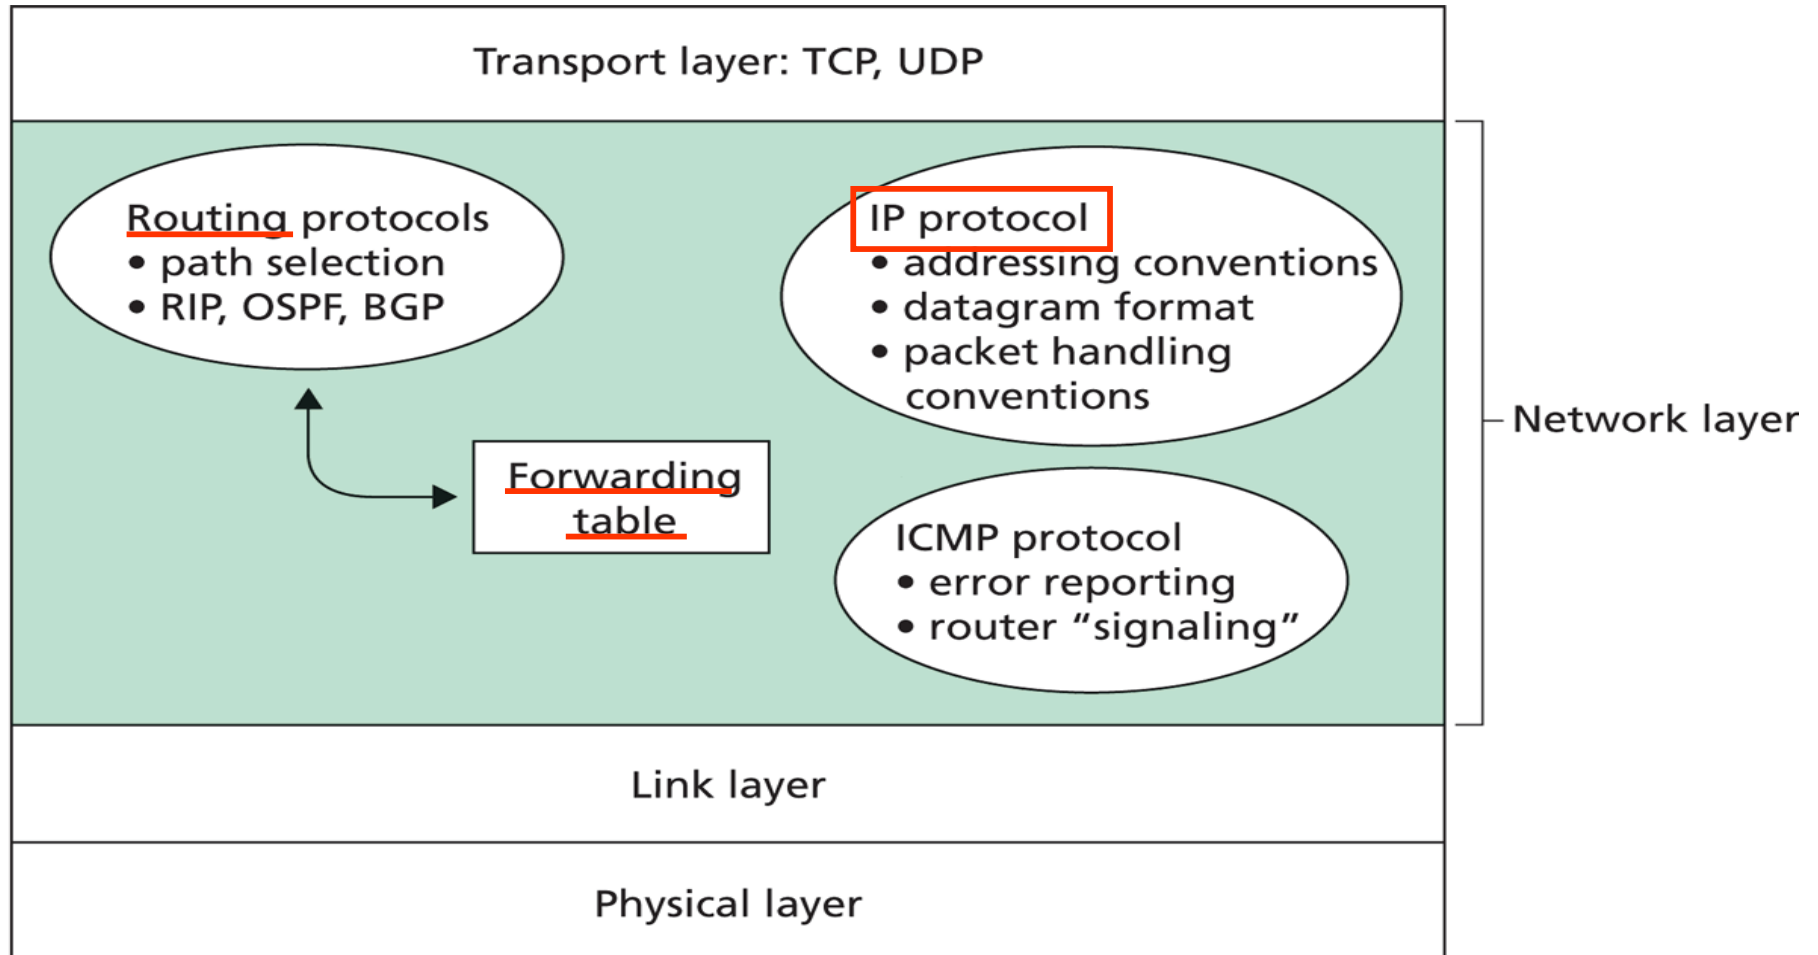 Transport layer: TCP, UDP
Routing protocols
• path selection
• RIP, OSPF, BGP
IP protocol
• addressing conventions
• datagram format
• packet handling
conventions
Network layer
Forwarding
table
ICMP protocol
• error reporting
• router “signaling”
Link layer
Physical layer